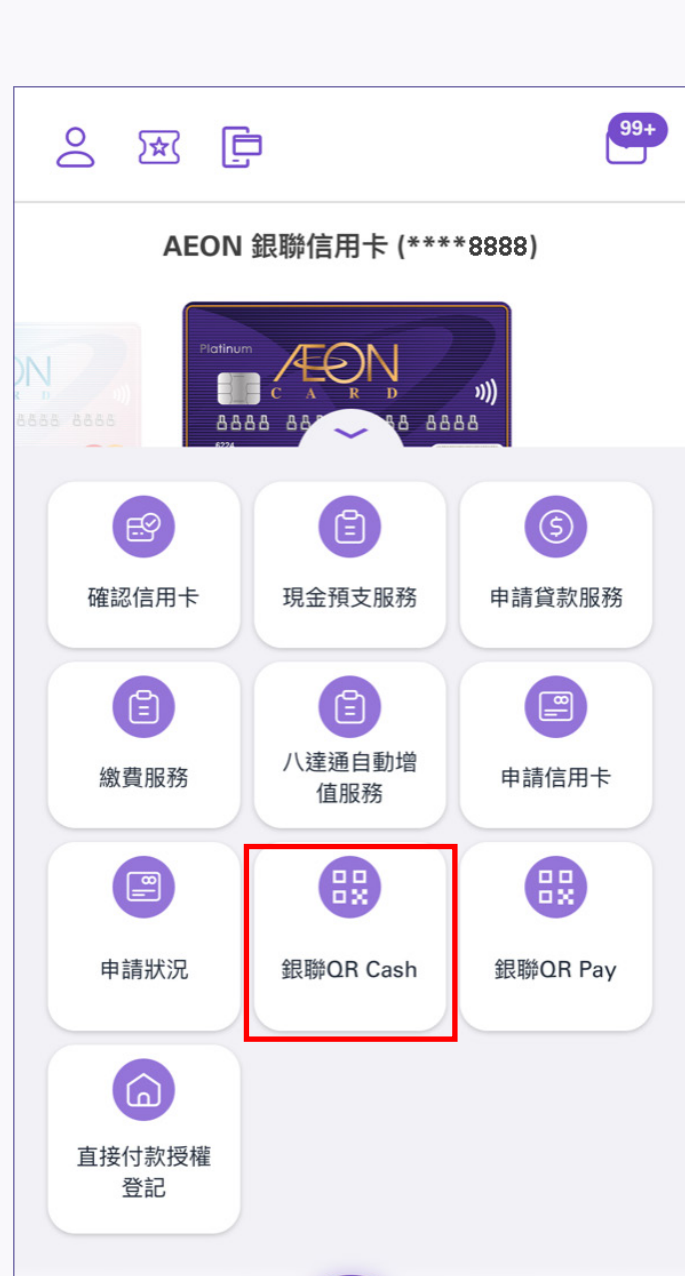 99+
AEON 銀聯信用卡 (****8888)
Platinum
ÆON
CARD
8888 8888
6224
確認信用卡
現金預支服務
申請貸款服務
繳費服務
八達通自動增
值服務
申請信用卡
申請狀況
銀聯QR Cash
銀聯QR Pay
直接付款授權
登記